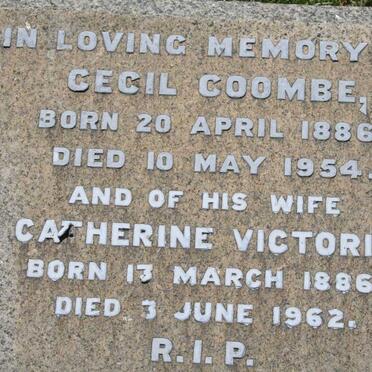 IN LOVING MEMORY
CECIL COOMBE,
BORN 20 APRIL 1886
DIED 10 MAY 1954.
AND OF HIS WIFE
CATHERINE VICTORI
BORN 13 MARCH 1886
DIED 3 JUNE 1962.
R.I.P.